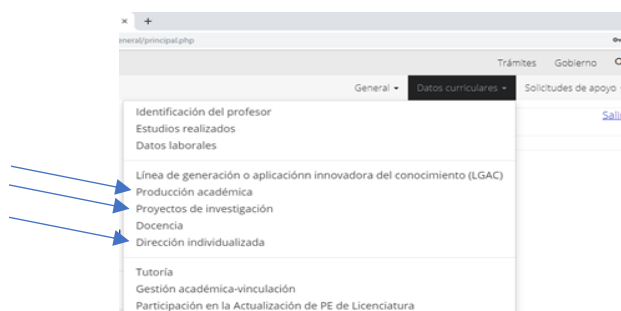 × +
eneral/principal.php
Trámites Gobierno
General Datos curriculares Solicitudes de apoyo
Identificación del profesor
Estudios realizados
Datos laborales
Línea de generación o aplicaciónn innovadora del conocimiento (LGAC)
Producción académica
Proyectos de investigación
Docencia
Dirección individualizada
Tutoría
Gestión académica-vinculación
Participación en la Actualización de PE de Licenciatura